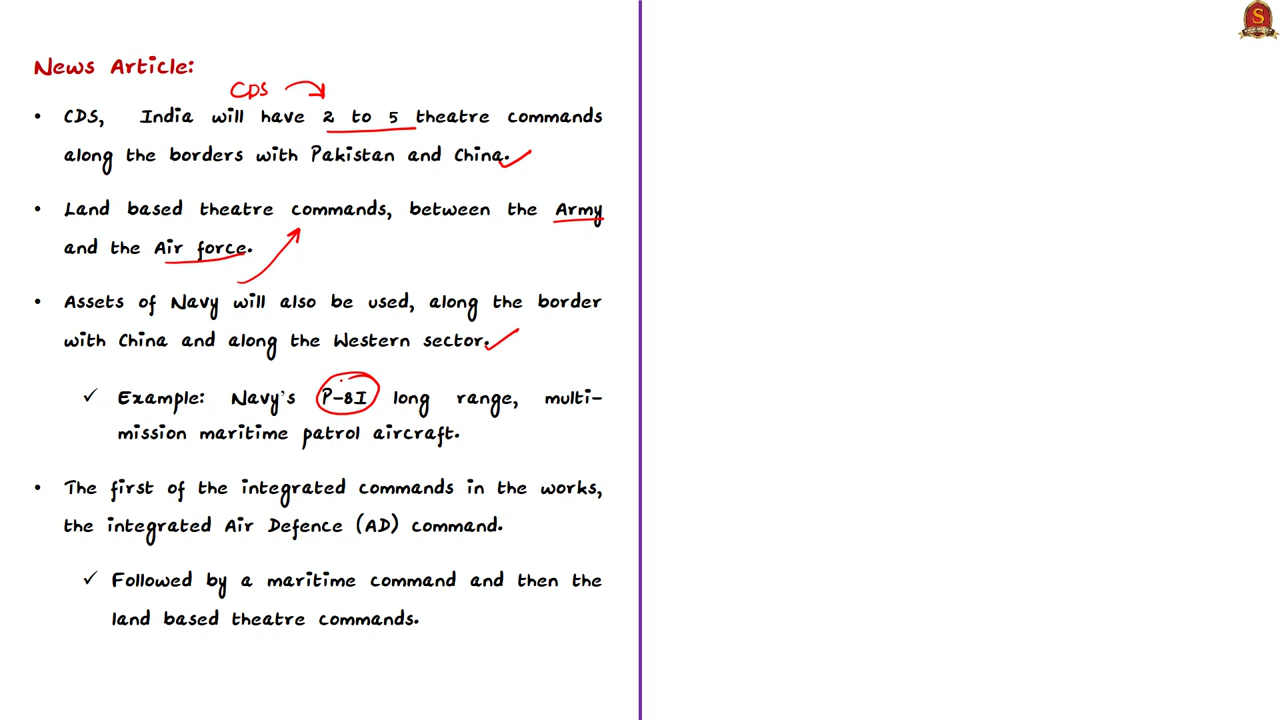 News Article:
CDS
• CDS, India will have 2 to 5 theatre commands
along the borders with Pakistan and China.
• Land based theatre commands, between the Army
and the Air force.
• Assets of Navy will also be used, along the border
with China and along the Western sector.
✓ Example: Navy's P-8I long range, multi-
mission maritime patrol aircraft.
• The first of the integrated commands in the works,
the integrated Air Defence (AD) command.
✓ Followed by a maritime command and then the
land based theatre commands.
S